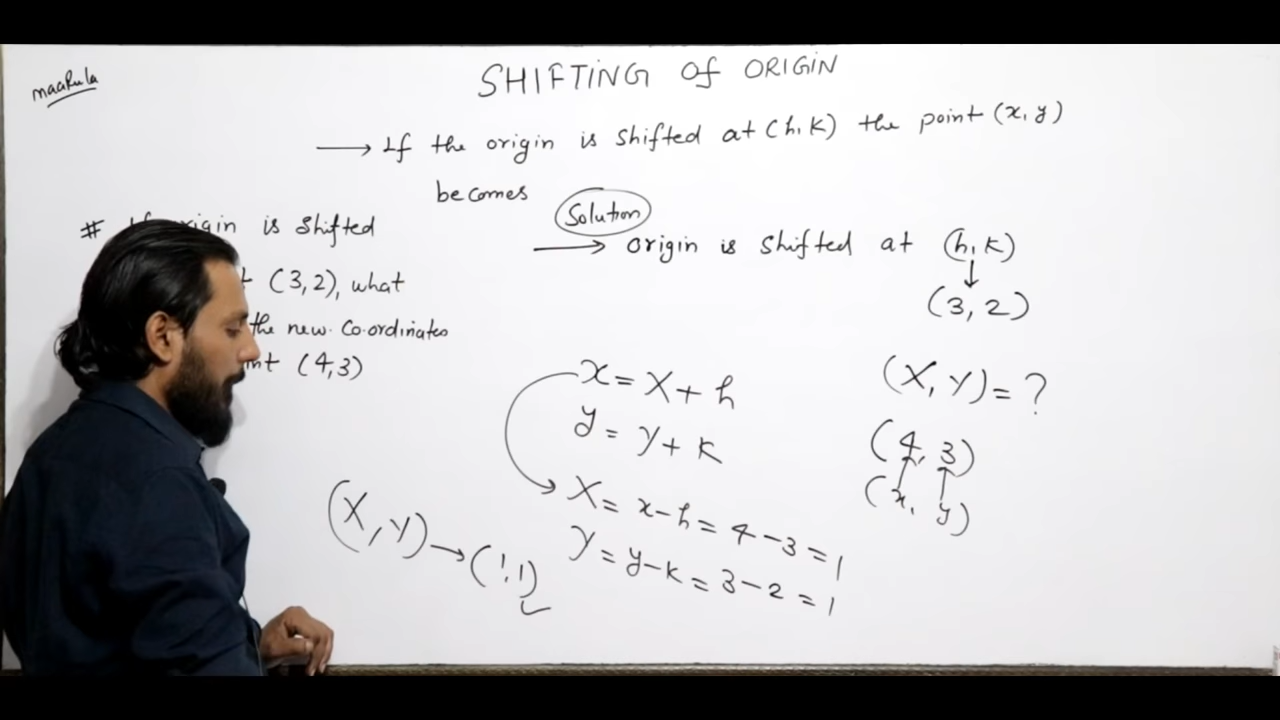 maaRula
SHIFTING Of ORIGIN
→ If the origin is shifted at (h, k) the point (x, y)
becomes
# If origin is shifted
(3,2), what
the new co-ordinates
(4,3)
Solution
→ origin is shifted at (h, k)
↓
(3, 2)
x = X + h
y = Y + k
X = x-h = 4-3 = 1
Y = y-k = 3-2 = 1
(X, Y) = ?
(4, 3)
(x, y)
(X, Y) → (1,1)